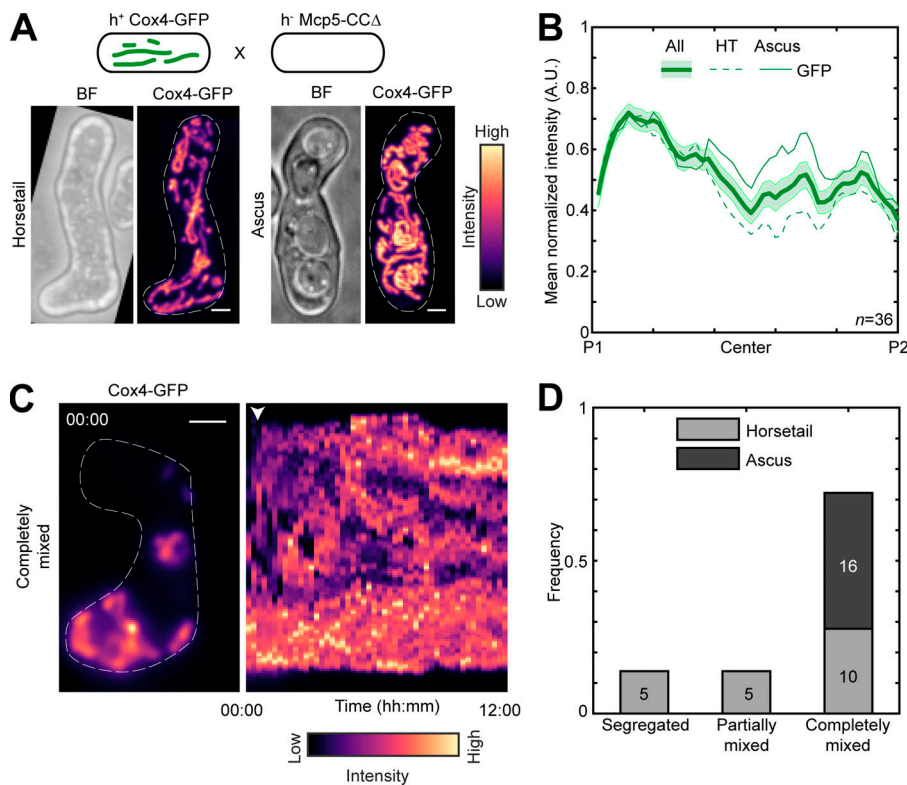 A
h⁺ Cox4-GFP
X
h⁻ Mcp5-CCΔ
BF
Cox4-GFP
BF
Cox4-GFP
Horsetail
Ascus
High
Intensity
Low
B
Mean normalized intensity (A.U.)
1
0.8
0.6
0.4
0.2
0
All
HT
Ascus
GFP
n=36
P1
Center
P2
C
Cox4-GFP
00:00
Completely
mixed
00:00
Time (hh:mm)
12:00
Low
High
Intensity
D
Frequency
1
0.5
0
Horsetail
Ascus
16
10
5
5
Segregated
Partially
mixed
Completely
mixed